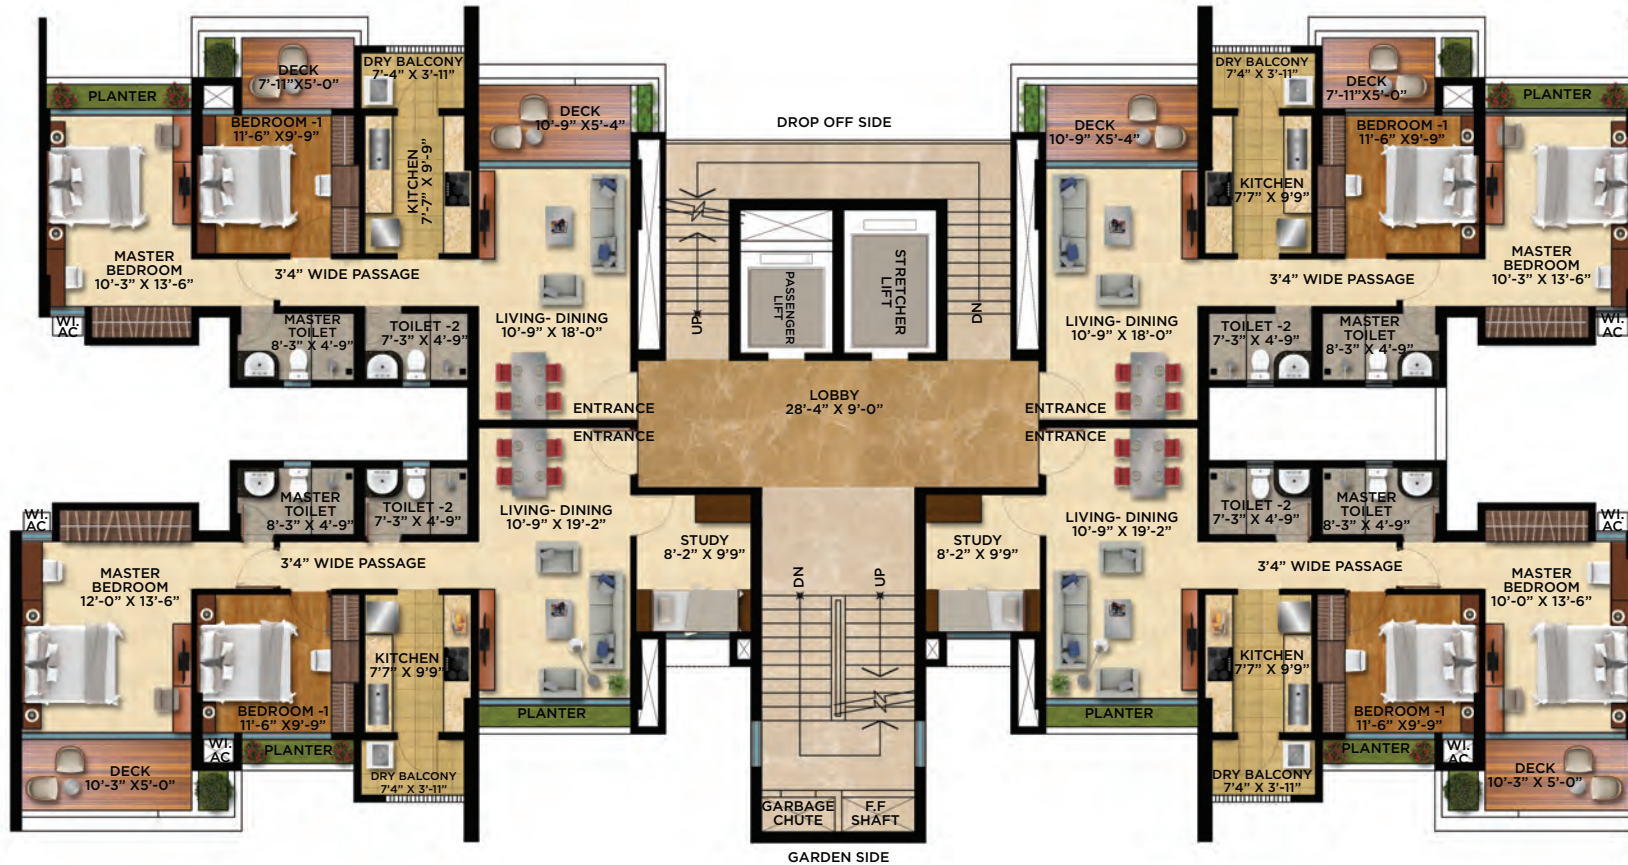 DROP OFF SIDE
DECK
7'-11"X5'-0"
DRY BALCONY
7'-4" X 3'-11"
PLANTER
BEDROOM -1
11'-6" X9'-9"
DECK
10'-9" X5'-4"
KITCHEN
7'-7" X 9'-9"
MASTER
BEDROOM
10'-3" X 13'-6"
3'4" WIDE PASSAGE
WI.
AC
MASTER
TOILET
8'-3" X 4'-9"
TOILET -2
7'-3" X 4'-9"
LIVING- DINING
10'-9" X 18'-0"
ENTRANCE
UP
PASSENGER
LIFT
STRETCHER
LIFT
DN
LOBBY
28'-4" X 9'-0"
DECK
10'-9" X5'-4"
DRY BALCONY
7'4" X 3'-11"
DECK
7'-11"X5'-0"
PLANTER
BEDROOM -1
11'-6" X9'-9"
KITCHEN
7'7" X 9'9"
MASTER
BEDROOM
10'-3" X 13'-6"
3'4" WIDE PASSAGE
WI.
AC
LIVING- DINING
10'-9" X 18'-0"
TOILET -2
7'-3" X 4'-9"
MASTER
TOILET
8'-3" X 4'-9"
ENTRANCE
ENTRANCE
WI.
AC
MASTER
TOILET
8'-3" X 4'-9"
TOILET -2
7'-3" X 4'-9"
LIVING- DINING
10'-9" X 19'-2"
STUDY
8'-2" X 9'9"
3'4" WIDE PASSAGE
MASTER
BEDROOM
12'-0" X 13'-6"
KITCHEN
7'7" X 9'9"
BEDROOM -1
11'-6" X9'-9"
PLANTER
WI.
AC
PLANTER
DECK
10'-3" X5'-0"
DRY BALCONY
7'4" X 3'-11"
DN
UP
GARBAGE
CHUTE
F.F
SHAFT
ENTRANCE
LIVING- DINING
10'-9" X 19'-2"
STUDY
8'-2" X 9'9"
TOILET -2
7'-3" X 4'-9"
MASTER
TOILET
8'-3" X 4'-9"
WI.
AC
3'4" WIDE PASSAGE
MASTER
BEDROOM
10'-0" X 13'-6"
KITCHEN
7'7" X 9'9"
BEDROOM -1
11'-6" X9'-9"
PLANTER
PLANTER
WI.
AC
DRY BALCONY
7'4" X 3'-11"
DECK
10'-3" X 5'-0"
GARDEN SIDE